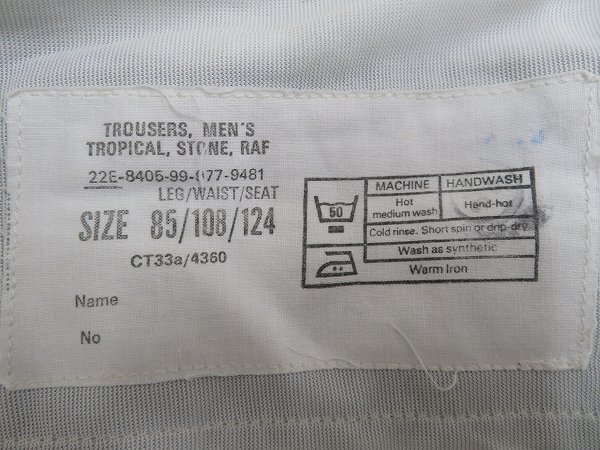 TROUSERS, MEN'S
TROPICAL, STONE, RAF
22E-8405-99-977-9481
LEG/WAIST/SEAT
SIZE 85/108/124
CT33a/4360
Name
No
50
MACHINE HANDWASH
Hot medium wash Hand-hot
Cold rinse. Short spin or drip-dry
Wash as synthetic
Warm Iron